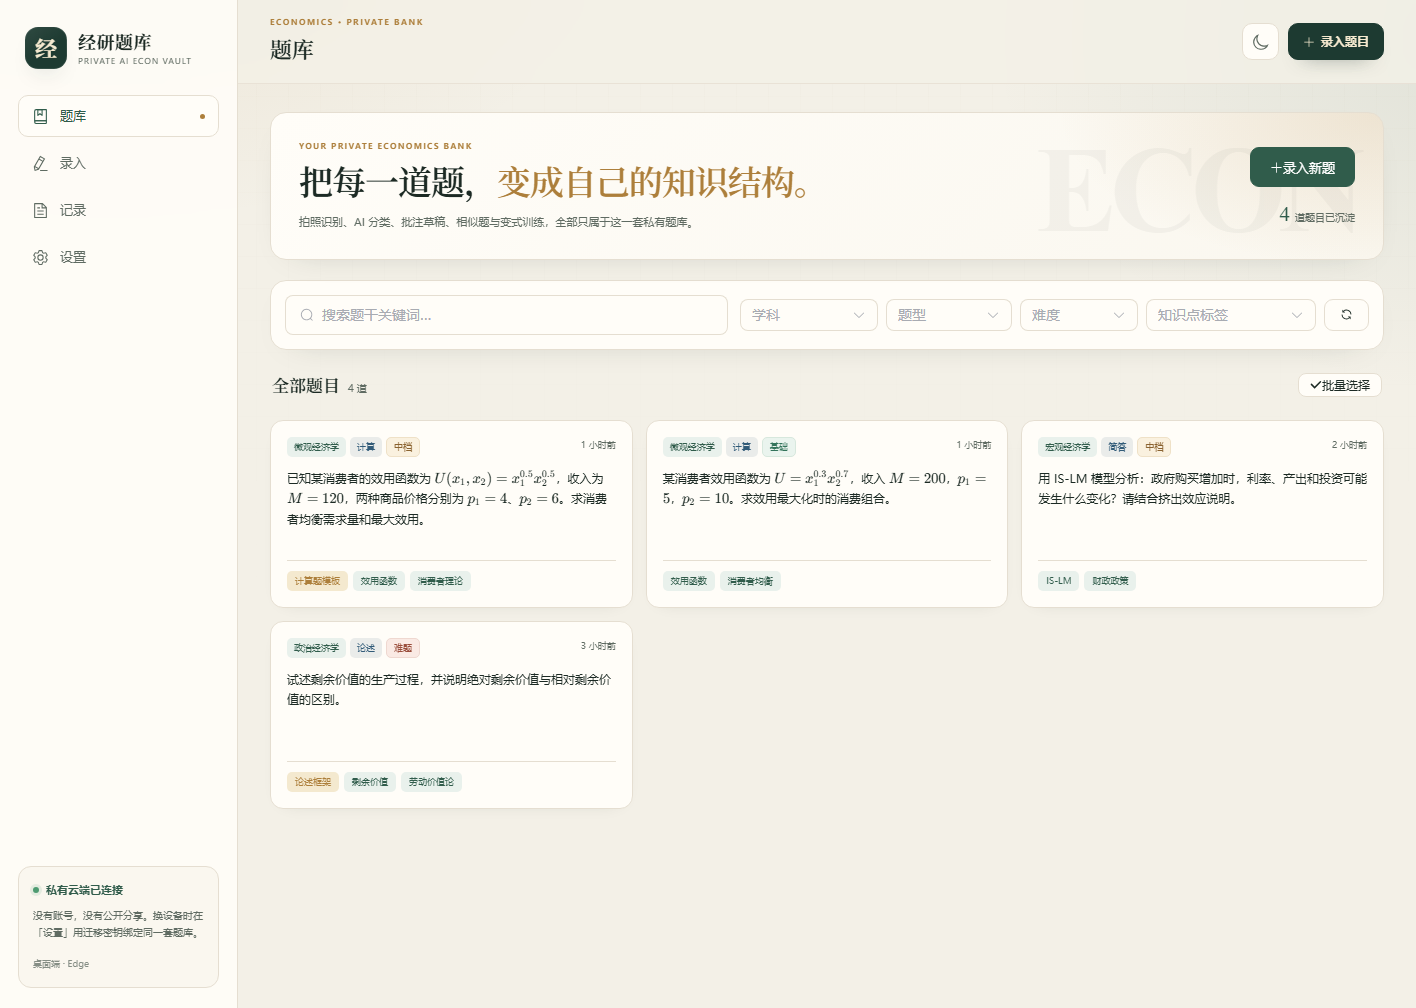 经
经研题库
PRIVATE AI ECON VAULT
题库
录入
记录
设置
私有云端已连接
没有账号，没有公开分享。换设备时在
「设置」用迁移密钥绑定同一套题库。
桌面端 · Edge
ECONOMICS • PRIVATE BANK
题库
＋ 录入题目
YOUR PRIVATE ECONOMICS BANK
把每一道题，变成自己的知识结构。
拍照识别、AI 分类、批注草稿、相似题与变式训练，全部只属于这一套私有题库。
ECON
＋录入新题
4 道题目已沉淀
搜索题干关键词...
学科
题型
难度
知识点标签
全部题目 4 道
批量选择
微观经济学 计算 中档 1 小时前
已知某消费者的效用函数为 $U(x_1, x_2) = x_1^{0.5}x_2^{0.5}$，收入为
$M = 120$，两种商品价格分别为 $p_1 = 4$、$p_2 = 6$。求消费
者均衡需求量和最大效用。
计算题模板 效用函数 消费者理论
微观经济学 计算 基础 1 小时前
某消费者效用函数为 $U = x_1^{0.3}x_2^{0.7}$，收入 $M = 200$，$p_1 =$
$5$，$p_2 = 10$。求效用最大化时的消费组合。
效用函数 消费者均衡
宏观经济学 简答 中档 2 小时前
用 IS-LM 模型分析：政府购买增加时，利率、产出和投资可能
发生什么变化？请结合挤出效应说明。
IS-LM 财政政策
政治经济学 论述 难题 3 小时前
试述剩余价值的生产过程，并说明绝对剩余价值与相对剩余价
值的区别。
论述框架 剩余价值 劳动价值论